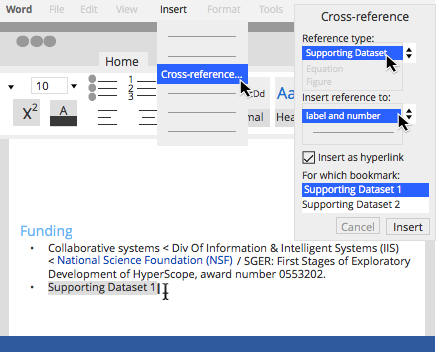 Word File Edit View Insert Format Tools
Home
Cross-reference...
10
1
2
3
X²
A
Aa
Cross-reference
Reference type:
Supporting Dataset
Equation
Figure
Insert reference to:
label and number
Insert as hyperlink
For which bookmark:
Supporting Dataset 1
Supporting Dataset 2
Cancel Insert
Funding
• Collaborative systems < Div Of Information & Intelligent Systems (IIS)
< National Science Foundation (NSF) / SGER: First Stages of Exploratory
Development of HyperScope, award number 0553202.
• Supporting Dataset 1